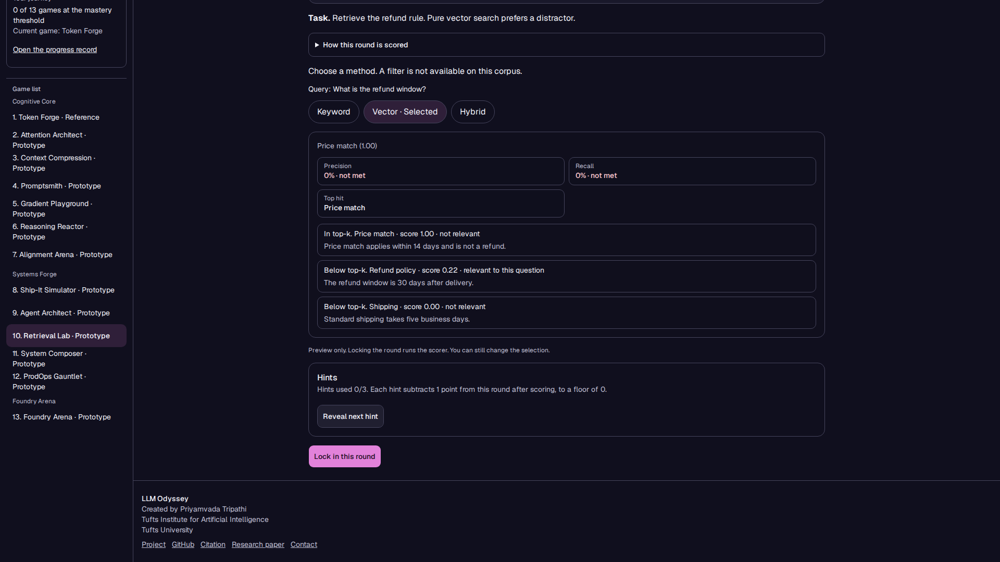 0 of 13 games at the mastery
threshold
Current game: Token Forge
Open the progress record
Game list
Cognitive Core
1. Token Forge · Reference
2. Attention Architect ·
Prototype
3. Context Compression ·
Prototype
4. Promptsmith · Prototype
5. Gradient Playground ·
Prototype
6. Reasoning Reactor ·
Prototype
7. Alignment Arena · Prototype
Systems Forge
8. Ship-It Simulator · Prototype
9. Agent Architect · Prototype
10. Retrieval Lab · Prototype
11. System Composer ·
Prototype
12. ProdOps Gauntlet ·
Prototype
Foundry Arena
13. Foundry Arena · Prototype
Task. Retrieve the refund rule. Pure vector search prefers a distractor.
How this round is scored
Choose a method. A filter is not available on this corpus.
Query: What is the refund window?
Keyword
Vector · Selected
Hybrid
Price match (1.00)
Precision
0% · not met
Recall
0% · not met
Top hit
Price match
In top-k. Price match · score 1.00 · not relevant
Price match applies within 14 days and is not a refund.
Below top-k. Refund policy · score 0.22 · relevant to this question
The refund window is 30 days after delivery.
Below top-k. Shipping · score 0.00 · not relevant
Standard shipping takes five business days.
Preview only. Locking the round runs the scorer. You can still change the selection.
Hints
Hints used 0/3. Each hint subtracts 1 point from this round after scoring, to a floor of 0.
Reveal next hint
Lock in this round
LLM Odyssey
Created by Priyamvada Tripathi
Tufts Institute for Artificial Intelligence
Tufts University
Project GitHub Citation Research paper Contact